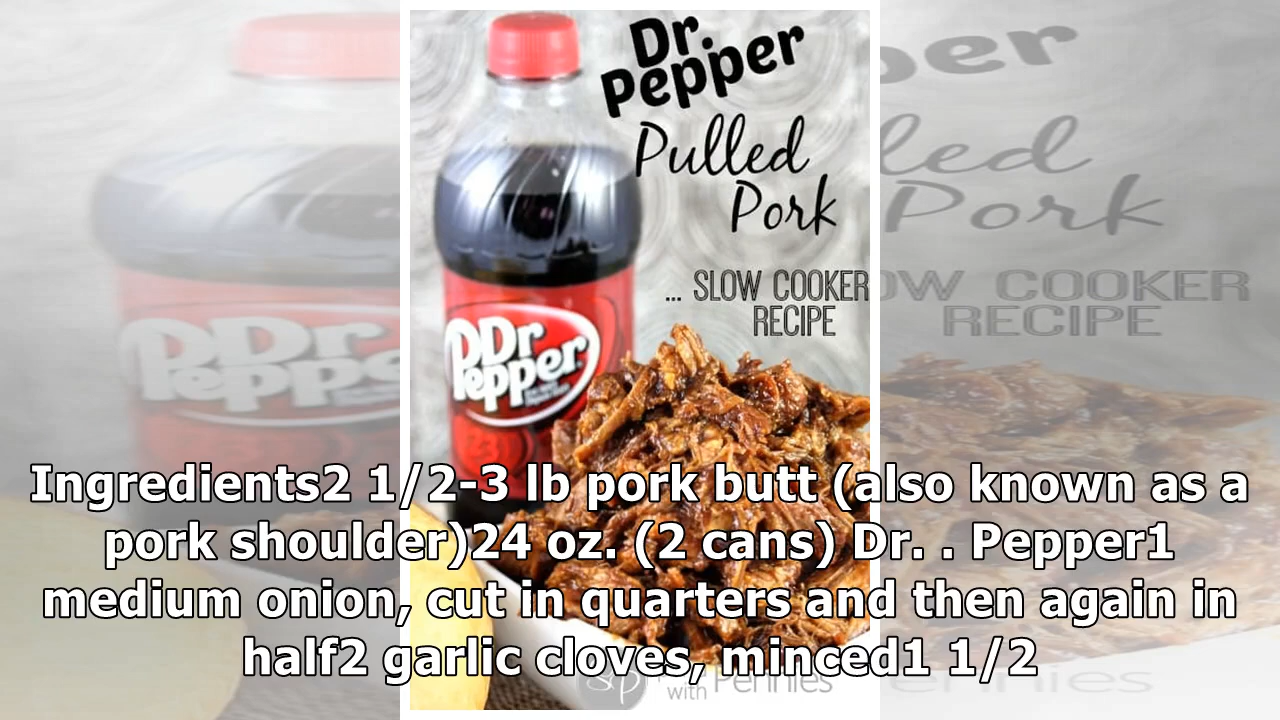 Dr.
Pepper
Pulled
Pork
... SLOW COOKER
RECIPE
Dr
Pepper
Ingredients2 1/2-3 lb pork butt (also known as a
pork shoulder)24 oz. (2 cans) Dr. . Pepper1
medium onion, cut in quarters and then again in
half2 garlic cloves, minced1 1/2
with Pennies